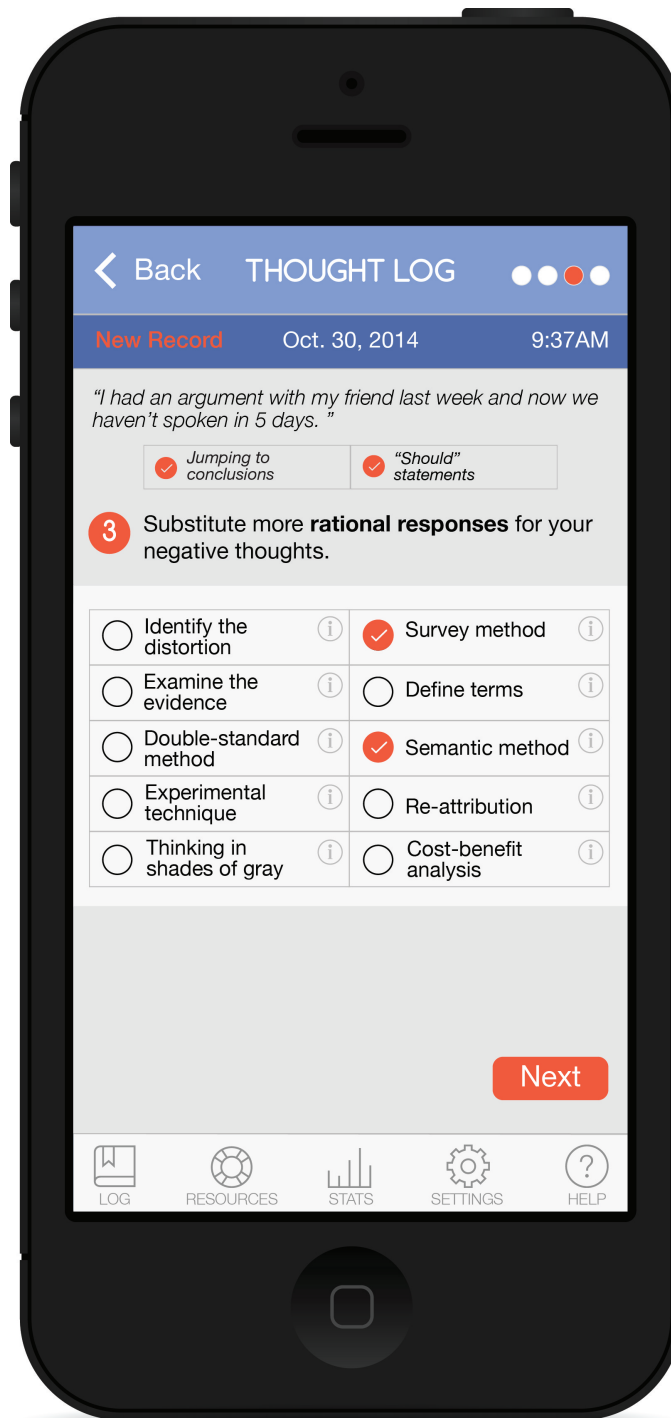 Back THOUGHT LOG
New Record Oct. 30, 2014 9:37AM
“I had an argument with my friend last week and now we
haven’t spoken in 5 days. ”
Jumping to
conclusions
“Should”
statements
3 Substitute more rational responses for your
negative thoughts.
Identify the
distortion
i
Survey method
i
Examine the
evidence
i
Define terms
i
Double-standard
method
i
Semantic method
i
Experimental
technique
i
Re-attribution
i
Thinking in
shades of gray
i
Cost-benefit
analysis
i
Next
LOG RESOURCES STATS SETTINGS ? HELP